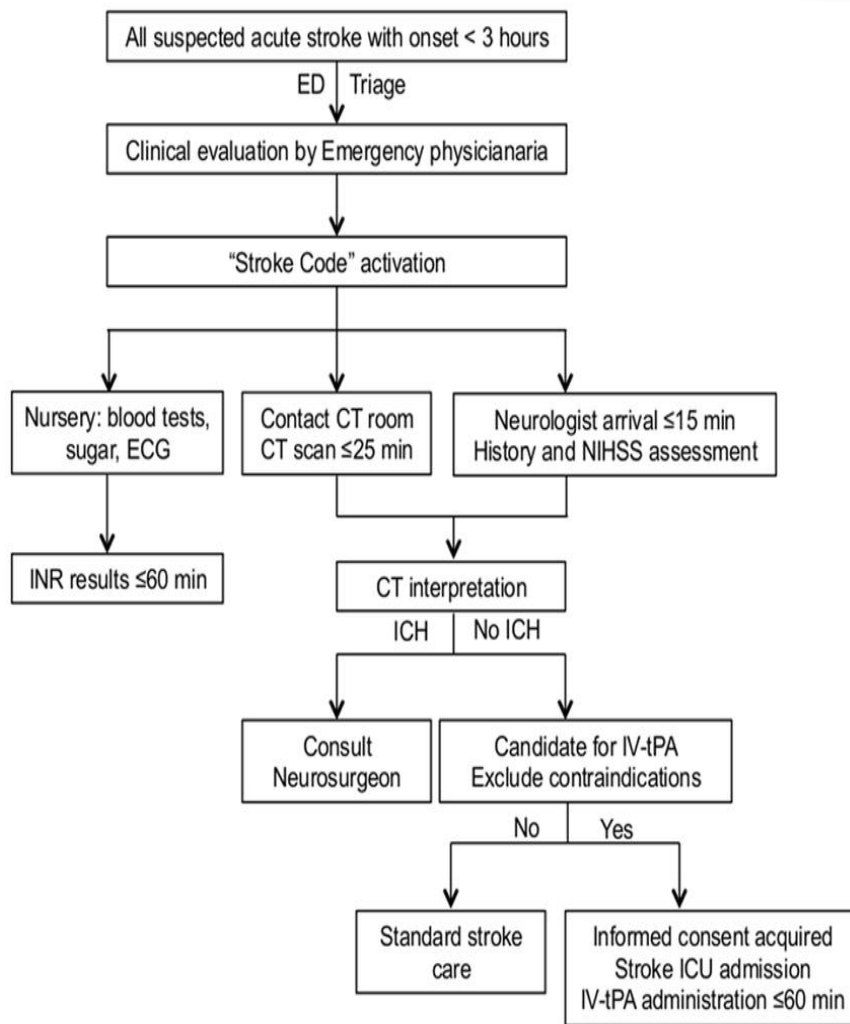 All suspected acute stroke with onset < 3 hours
ED Triage
Clinical evaluation by Emergency physicianaria
“Stroke Code” activation
Nursery: blood tests,
sugar, ECG
Contact CT room
CT scan ≤25 min
Neurologist arrival ≤15 min
History and NIHSS assessment
INR results ≤60 min
CT interpretation
ICH No ICH
Consult
Neurosurgeon
Candidate for IV-tPA
Exclude contraindications
No Yes
Standard stroke
care
Informed consent acquired
Stroke ICU admission
IV-tPA administration ≤60 min